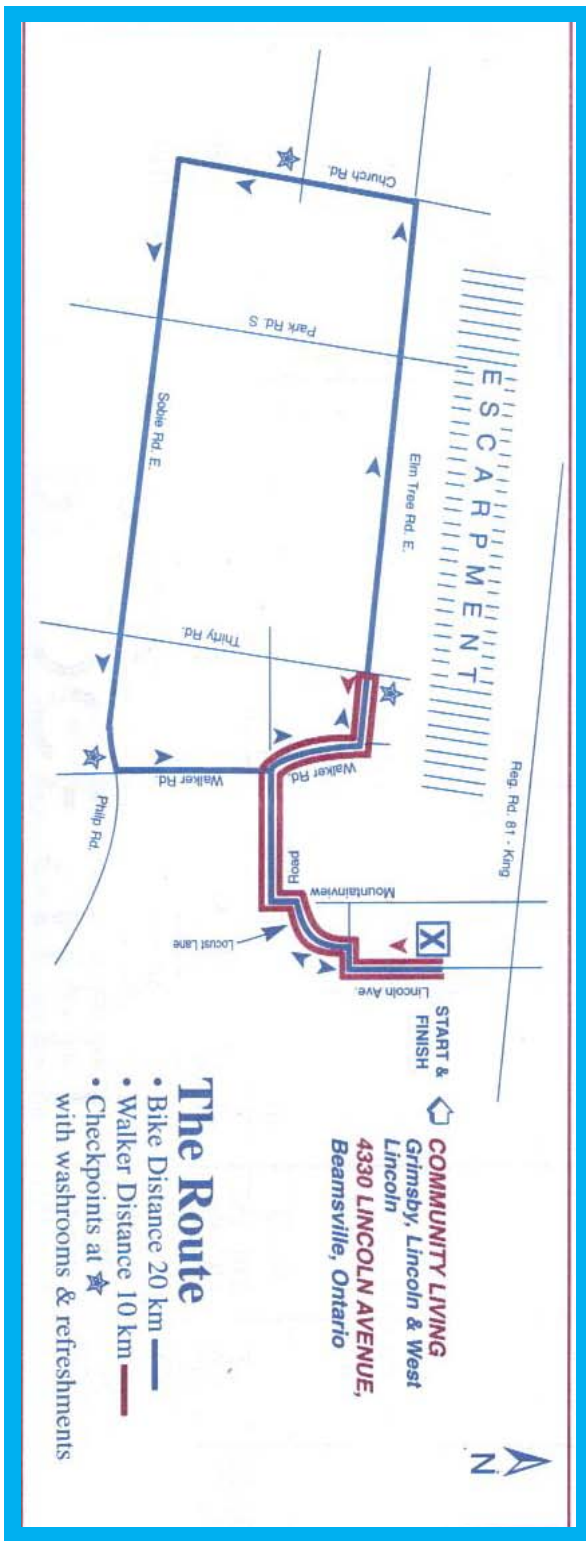 Church Rd.
Park Rd. S
Sobie Rd. E.
Elm Tree Rd. E.
ESCARPMENT
Reg. Rd. 81 - King
Thirty Rd.
Walker Rd.
Walker Rd.
Philp Rd.
Mountainview
Road
Locust Lane
Lincoln Ave.
X
START &
FINISH
COMMUNITY LIVING
Grimsby, Lincoln & West
Lincoln
4330 LINCOLN AVENUE,
Beamsville, Ontario
N
The Route
• Bike Distance 20 km
• Walker Distance 10 km
• Checkpoints at
with washrooms & refreshments